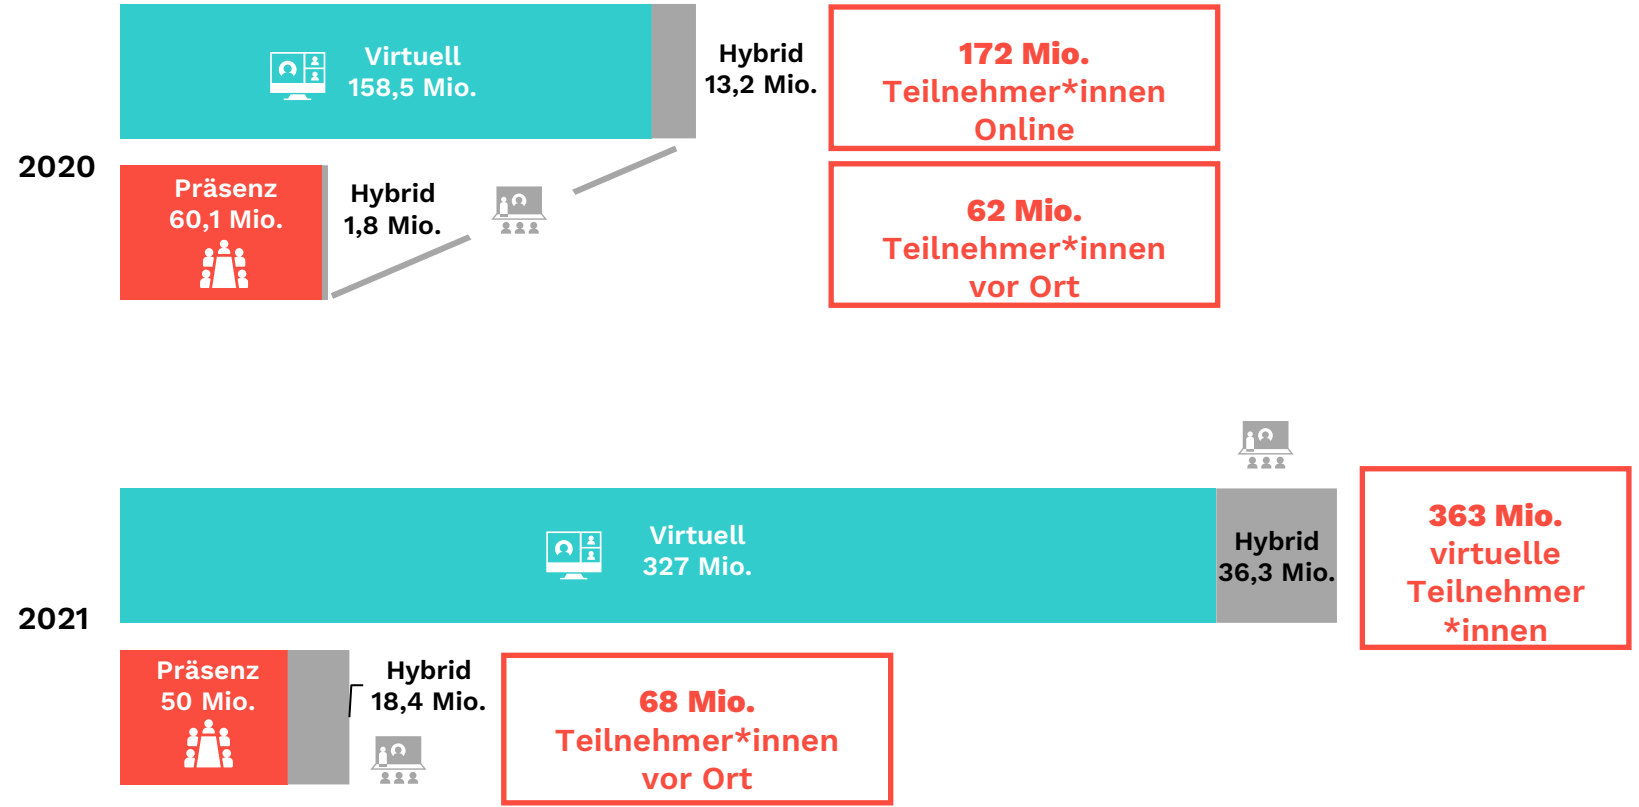 2020
Virtuell
158,5 Mio.
Hybrid
13,2 Mio.
172 Mio.
Teilnehmer*innen
Online
Präsenz
60,1 Mio.
Hybrid
1,8 Mio.
62 Mio.
Teilnehmer*innen
vor Ort
2021
Virtuell
327 Mio.
Hybrid
36,3 Mio.
363 Mio.
virtuelle
Teilnehmer
*innen
Präsenz
50 Mio.
Hybrid
18,4 Mio.
68 Mio.
Teilnehmer*innen
vor Ort